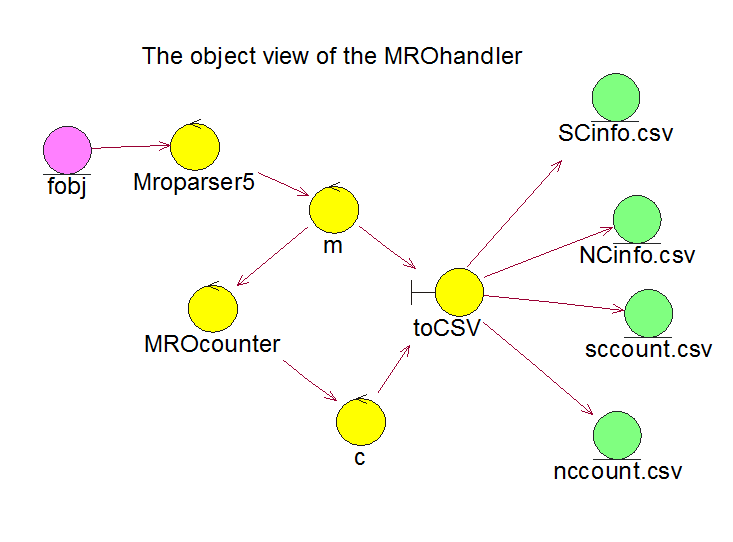 The object view of the MROhandler
SCinfo.csv
fobj
Mroparser5
m
NCinfo.csv
toCSV
MROcounter
sccount.csv
c
nccount.csv